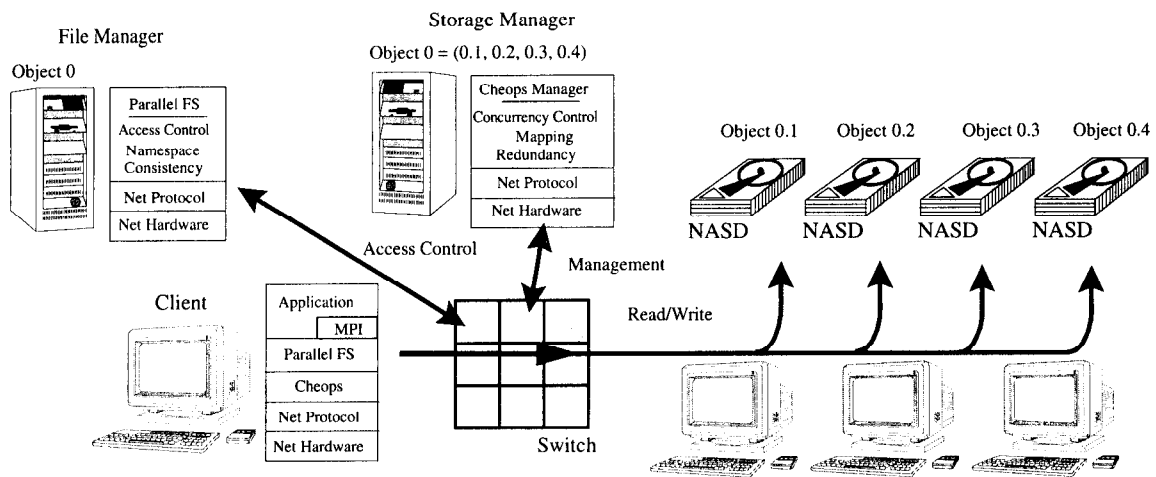 File Manager
Object 0
Parallel FS
Access Control
Namespace
Consistency
Net Protocol
Net Hardware
Storage Manager
Object 0 = (0.1, 0.2, 0.3, 0.4)
Cheops Manager
Concurrency Control
Mapping
Redundancy
Net Protocol
Net Hardware
Object 0.1
Object 0.2
Object 0.3
Object 0.4
NASD
NASD
NASD
NASD
Access Control
Management
Read/Write
Client
Application
MPI
Parallel FS
Cheops
Net Protocol
Net Hardware
Switch